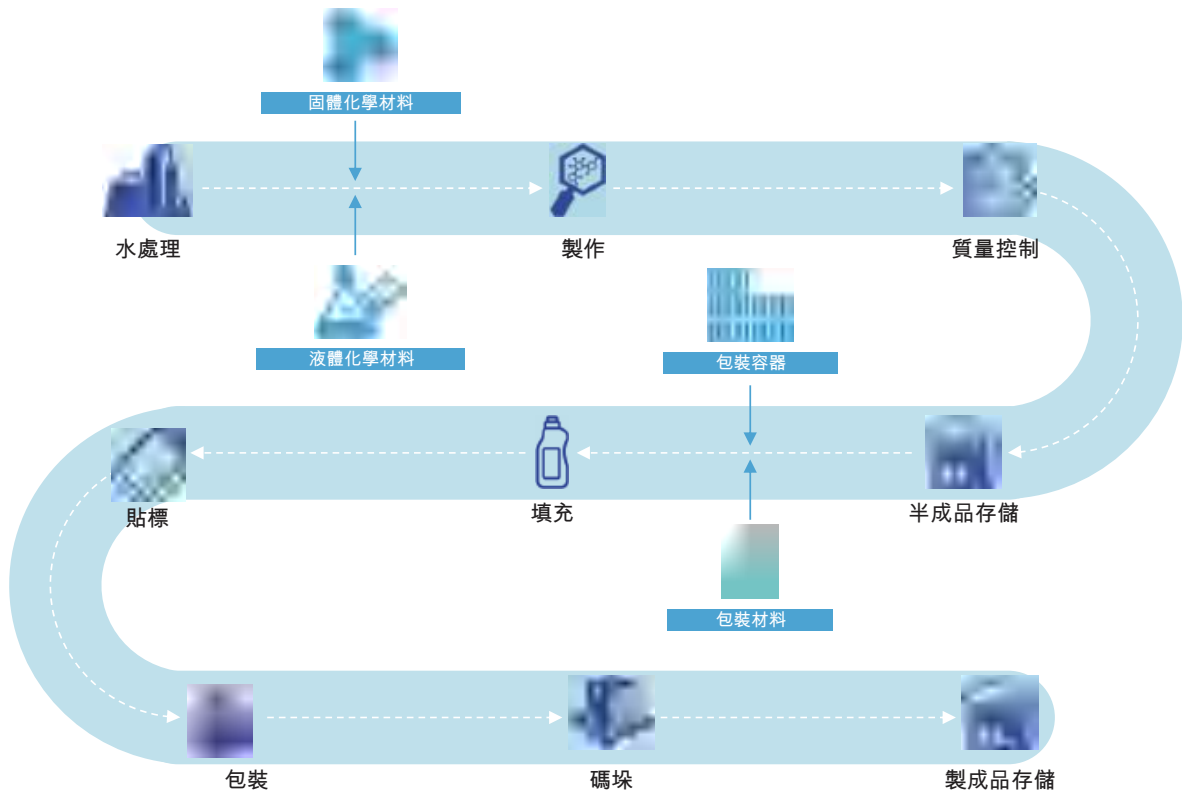 固體化學材料
水處理
製作
質量控制
液體化學材料
包裝容器
貼標
填充
半成品存儲
包裝材料
包裝
碼垛
製成品存儲